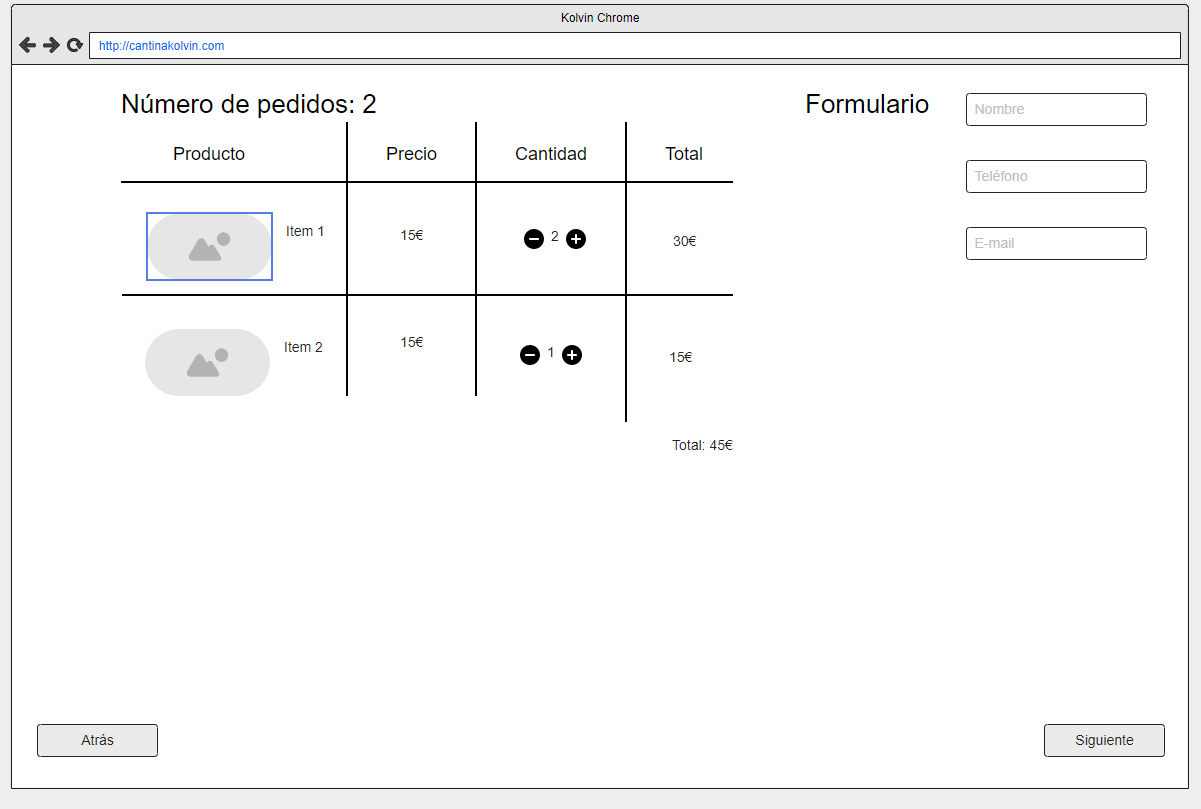 Kolvin Chrome
http://cantinakolvin.com
Número de pedidos: 2
Producto Precio Cantidad Total
Item 1 15€ 2 30€
Item 2 15€ 1 15€
Total: 45€
Formulario
Nombre
Teléfono
E-mail
Atrás
Siguiente